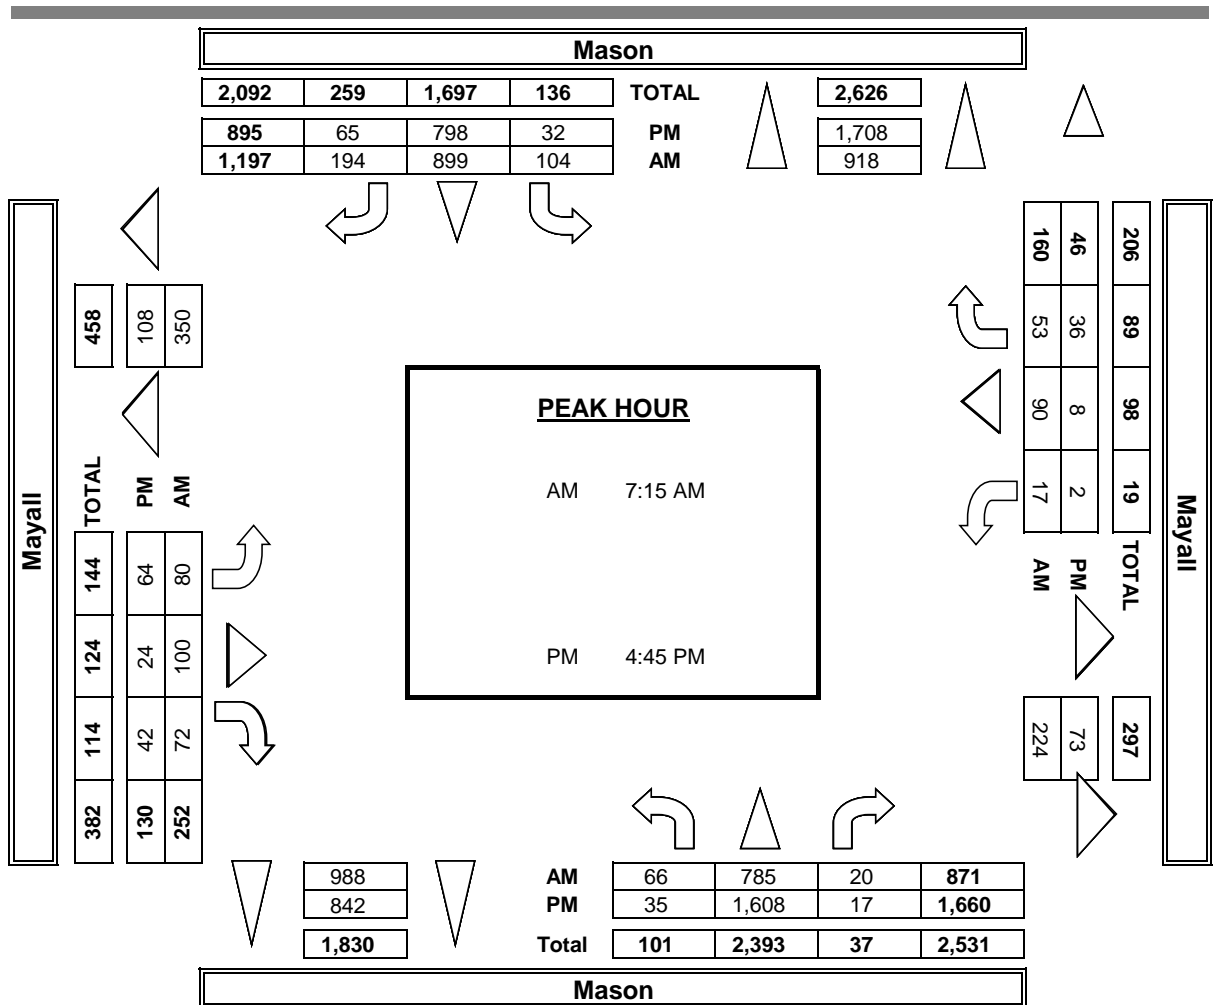 Mason
2,092 259 1,697 136 TOTAL 2,626
895 65 798 32 PM 1,708
1,197 194 899 104 AM 918
Mayall
458 108 350
TOTAL PM AM
144 64 80
124 24 100
114 42 72
382 130 252
PEAK HOUR
AM 7:15 AM
PM 4:45 PM
160 46 206
53 36 89
90 8 98
17 2 19
AM PM TOTAL
224 73 297
Mayall
988 AM 66 785 20 871
842 PM 35 1,608 17 1,660
1,830 Total 101 2,393 37 2,531
Mason